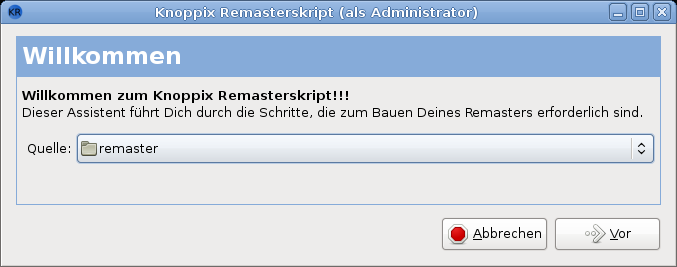 KR Knoppix Remasterskript (als Administrator)
Willkommen
Willkommen zum Knoppix Remasterskript!!!
Dieser Assistent führt Dich durch die Schritte, die zum Bauen Deines Remasters erforderlich sind.
Quelle: remaster
Abbrechen Vor